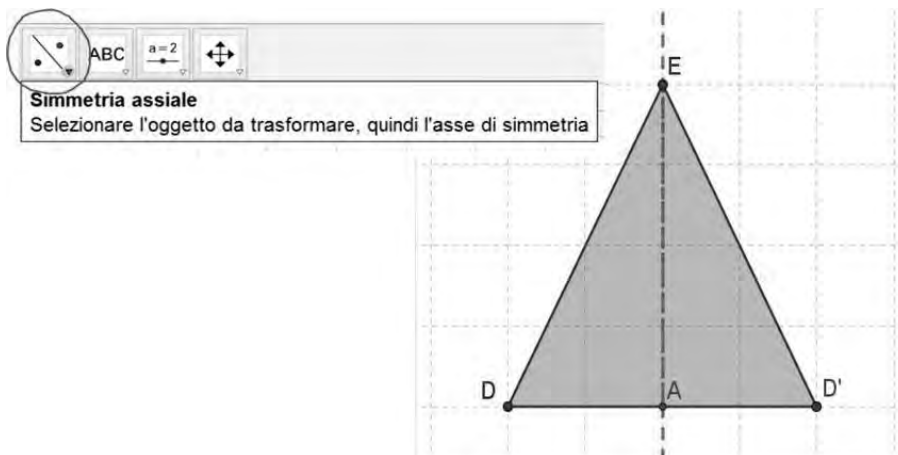 ABC
a=2
Simmetria assiale
Selezionare l'oggetto da trasformare, quindi l'asse di simmetria
E
D
A
D'